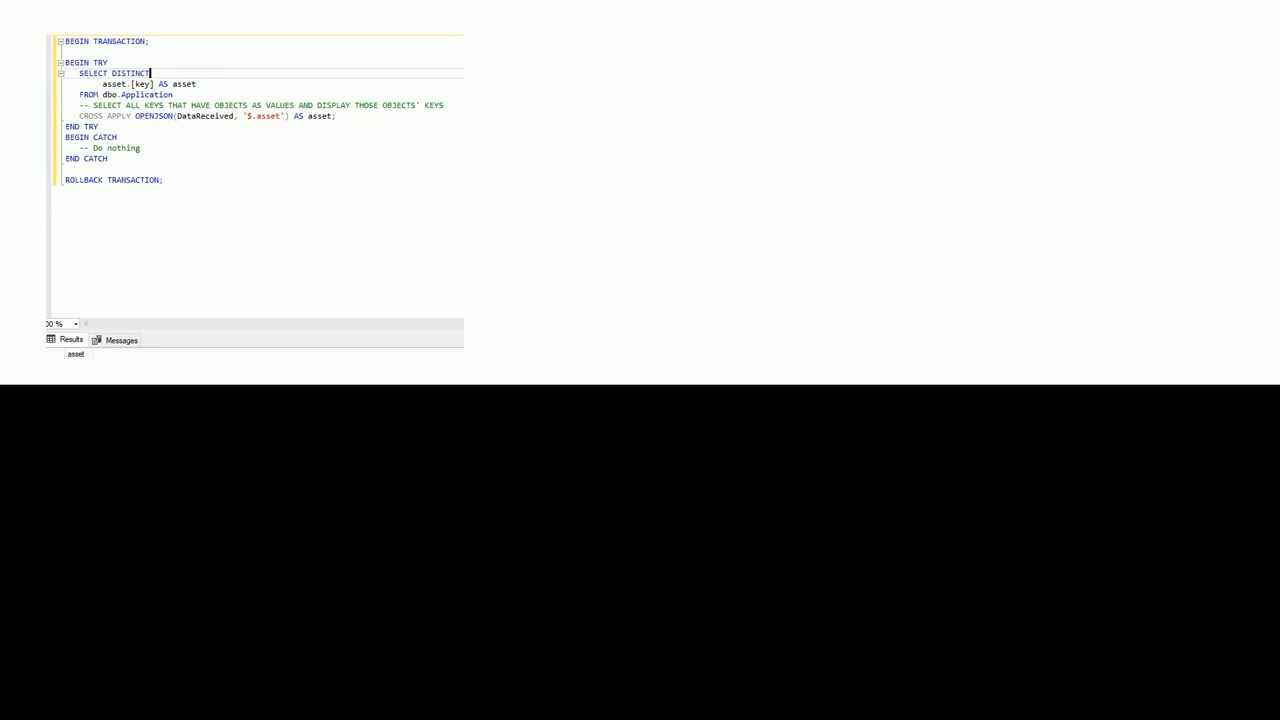 BEGIN TRANSACTION;
BEGIN TRY
SELECT DISTINCT
asset.[key] AS asset
FROM dbo.Application
-- SELECT ALL KEYS THAT HAVE OBJECTS AS VALUES AND DISPLAY THOSE OBJECTS' KEYS
CROSS APPLY OPENJSON(DataReceived, '$.asset') AS asset;
END TRY
BEGIN CATCH
-- Do nothing
END CATCH
ROLLBACK TRANSACTION;
00 %
Results Messages
asset